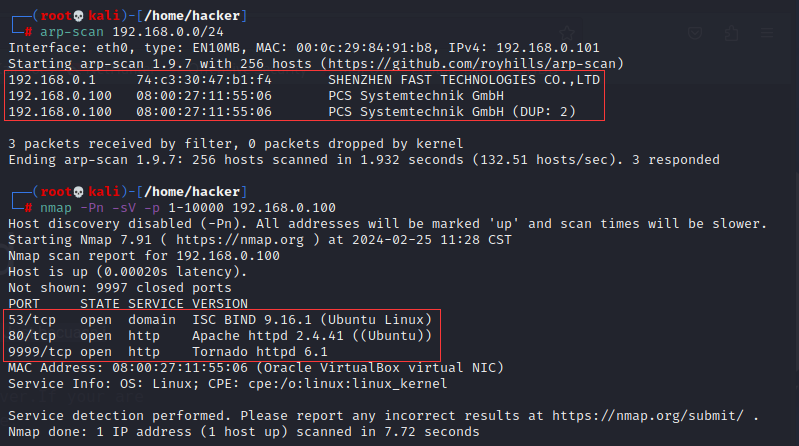 ┌──(root💀kali)-[/home/hacker]
└─# arp-scan 192.168.0.0/24
Interface: eth0, type: EN10MB, MAC: 00:0c:29:84:91:b8, IPv4: 192.168.0.101
Starting arp-scan 1.9.7 with 256 hosts (https://github.com/royhills/arp-scan)
192.168.0.1     74:c3:30:47:b1:f4       SHENZHEN FAST TECHNOLOGIES CO.,LTD
192.168.0.100   08:00:27:11:55:06       PCS Systemtechnik GmbH
192.168.0.100   08:00:27:11:55:06       PCS Systemtechnik GmbH (DUP: 2)
3 packets received by filter, 0 packets dropped by kernel
Ending arp-scan 1.9.7: 256 hosts scanned in 1.932 seconds (132.51 hosts/sec). 3 responded
┌──(root💀kali)-[/home/hacker]
└─# nmap -Pn -sV -p 1-10000 192.168.0.100
Host discovery disabled (-Pn). All addresses will be marked 'up' and scan times will be slower.
Starting Nmap 7.91 ( https://nmap.org ) at 2024-02-25 11:28 CST
Nmap scan report for 192.168.0.100
Host is up (0.00020s latency).
Not shown: 9997 closed ports
PORT     STATE SERVICE VERSION
53/tcp   open  domain  ISC BIND 9.16.1 (Ubuntu Linux)
80/tcp   open  http    Apache httpd 2.4.41 ((Ubuntu))
9999/tcp open  http    Tornado httpd 6.1
MAC Address: 08:00:27:11:55:06 (Oracle VirtualBox virtual NIC)
Service Info: OS: Linux; CPE: cpe:/o:linux:linux_kernel
Service detection performed. Please report any incorrect results at https://nmap.org/submit/ .
Nmap done: 1 IP address (1 host up) scanned in 7.72 seconds